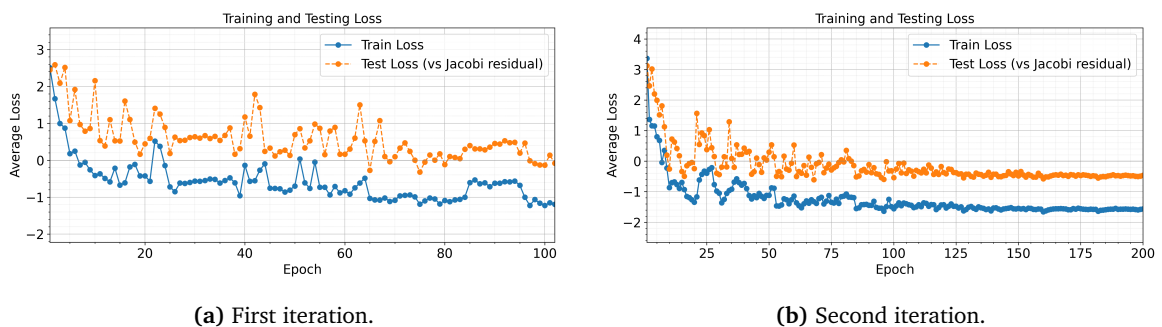 Training and Testing Loss
Train Loss
Test Loss (vs Jacobi residual)
Average Loss
3
2
1
0
−1
−2
20
40
60
80
100
Epoch
(a) First iteration.
Training and Testing Loss
Train Loss
Test Loss (vs Jacobi residual)
Average Loss
4
3
2
1
0
−1
−2
25
50
75
100
125
150
175
200
Epoch
(b) Second iteration.